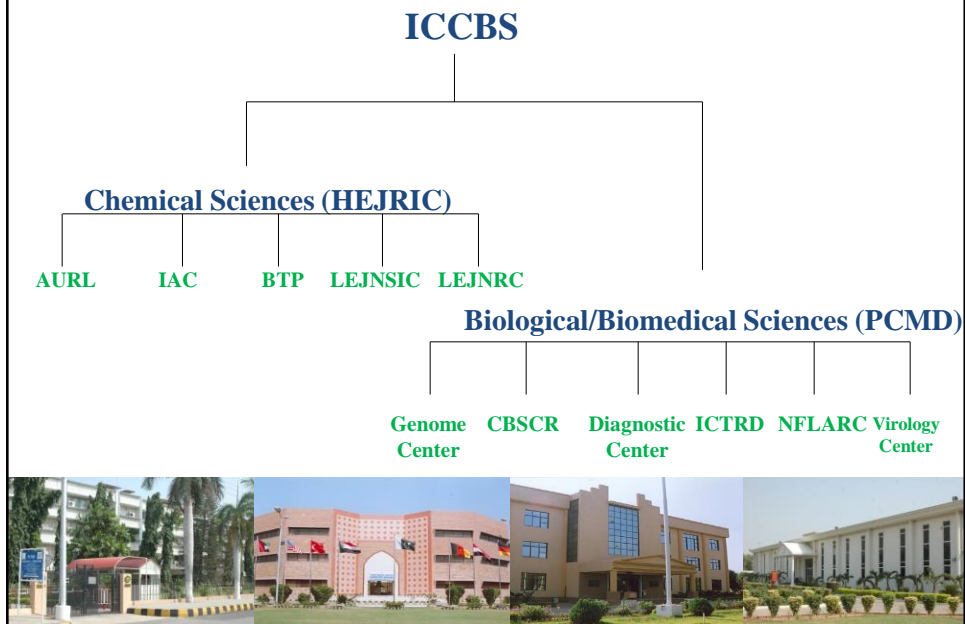 ICCBS
Chemical Sciences (HEJRIC)
AURL IAC BTP LEJNSIC LEJNRC
Biological/Biomedical Sciences (PCMD)
Genome Center
CBSCR
Diagnostic Center
ICTRD
NFLARC
Virology Center